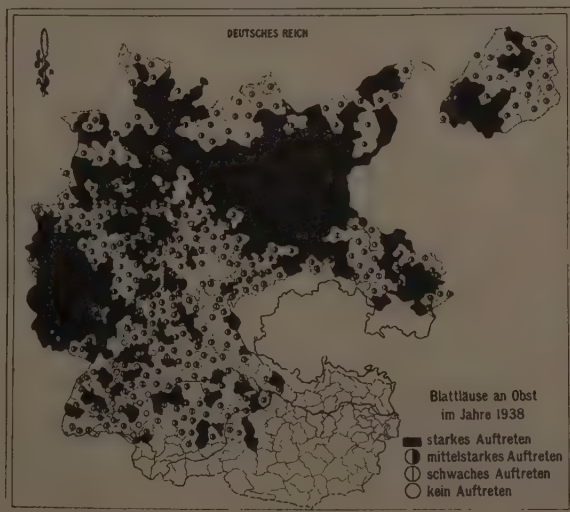 DEUTSCHES REICH
Blattläuse an Obst
im Jahre 1938
starkes Auftreten
mittelstarkes Auftreten
schwaches Auftreten
kein Auftreten